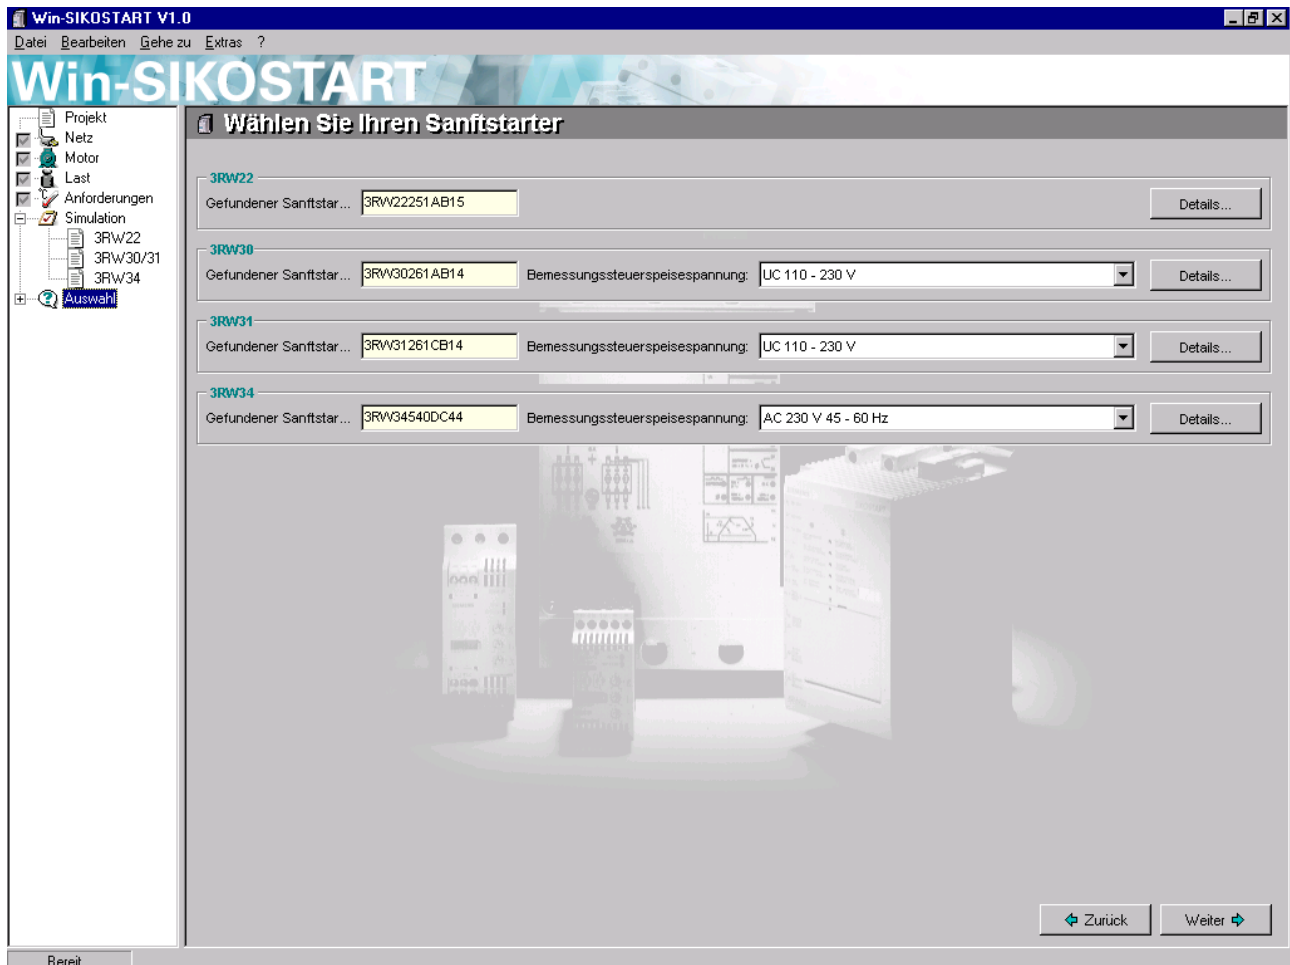 Win-SIKOSTART V1.0
Datei Bearbeiten Gehe zu Extras ?
Win-SIKOSTART
Projekt
Netz
Motor
Last
Anforderungen
Simulation
3RW22
3RW30/31
3RW34
Auswahl
Wählen Sie Ihren Sanftstarter
3RW22
Gefundener Sanftstar... 3RW22251AB15 Details...
3RW30
Gefundener Sanftstar... 3RW30261AB14 Bemessungssteuerspeisespannung: UC 110 - 230 V Details...
3RW31
Gefundener Sanftstar... 3RW31261CB14 Bemessungssteuerspeisespannung: UC 110 - 230 V Details...
3RW34
Gefundener Sanftstar... 3RW34540DC44 Bemessungssteuerspeisespannung: AC 230 V 45 - 60 Hz Details...
Zurück Weiter
Bereit